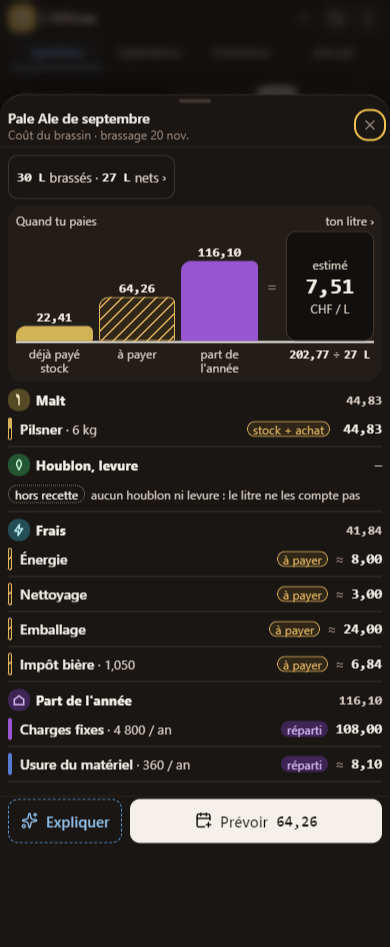 Pale Ale de septembre
Coût du brassin · brassage 20 nov.
30 L brassés · 27 L nets ›
Quand tu paies
ton litre ›
22,41
64,26
116,10
=
estimé
7,51
CHF / L
déjà payé
stock
à payer
part de
l'année
202,77 ÷ 27 L
Malt 44,83
Pilsner · 6 kg stock + achat 44,83
Houblon, levure –
hors recette aucun houblon ni levure : le litre ne les compte pas
Frais 41,84
Énergie à payer ≈ 8,00
Nettoyage à payer ≈ 3,00
Emballage à payer ≈ 24,00
Impôt bière · 1,050 à payer ≈ 6,84
Part de l'année 116,10
Charges fixes · 4 800 / an réparti 108,00
Usure du matériel · 360 / an réparti ≈ 8,10
Expliquer
Prévoir 64,26